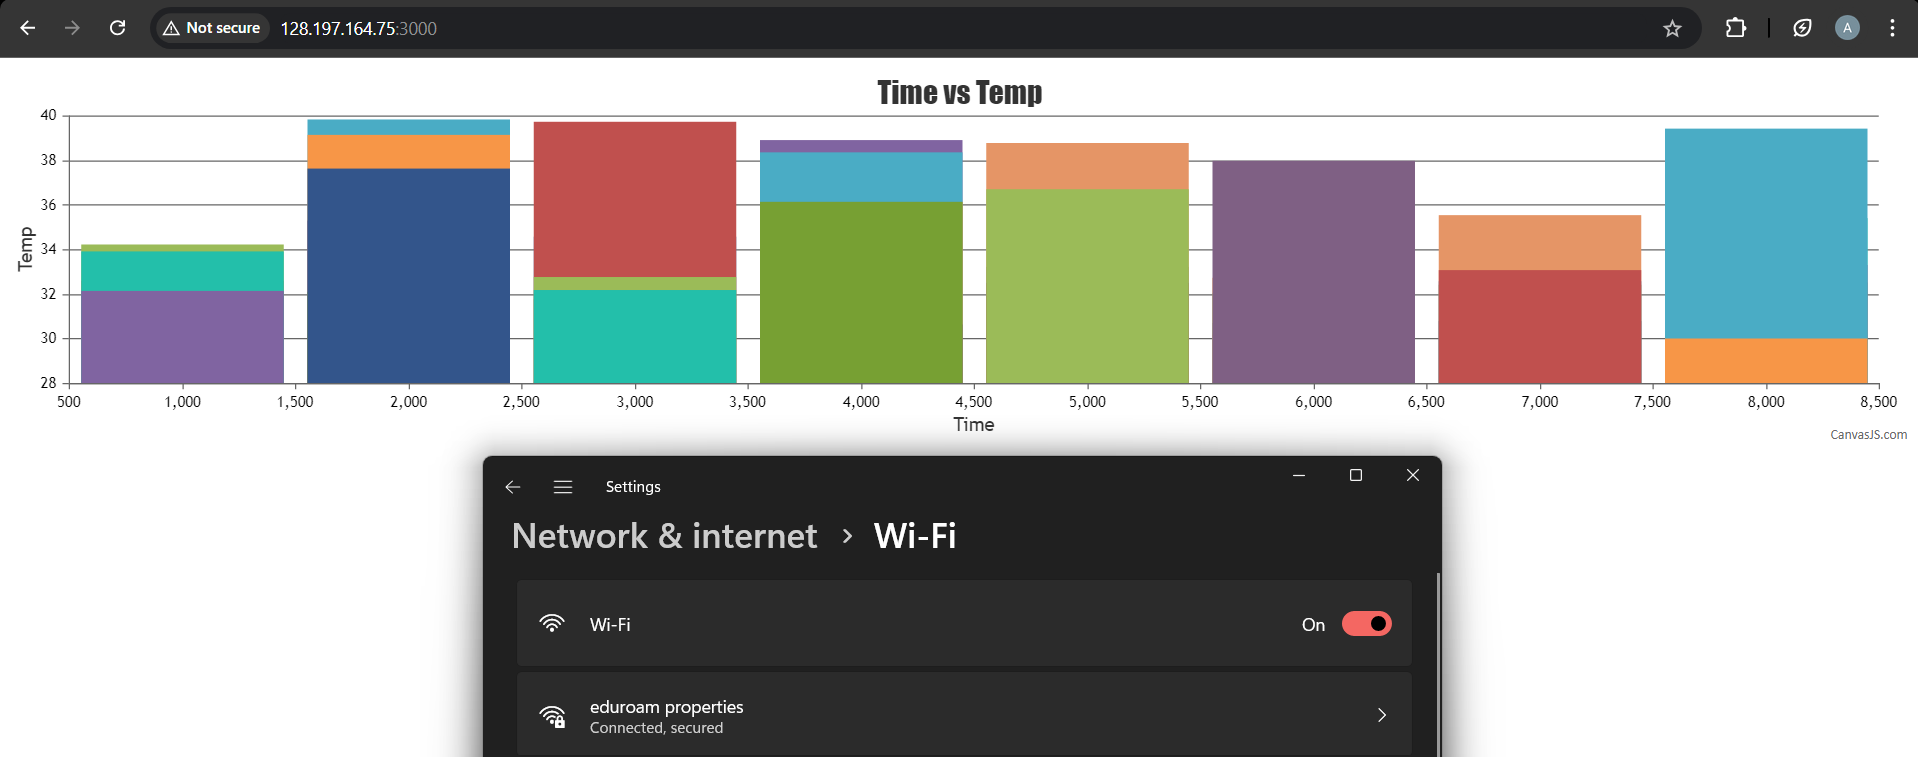 Not secure 128.197.164.75:3000
A
Time vs Temp
40
38
36
34
32
30
28
Temp
500 1,000 1,500 2,000 2,500 3,000 3,500 4,000 4,500 5,000 5,500 6,000 6,500 7,000 7,500 8,000 8,500
Time
CanvasJS.com
Settings
Network & internet > Wi-Fi
Wi-Fi On
eduroam properties
Connected, secured